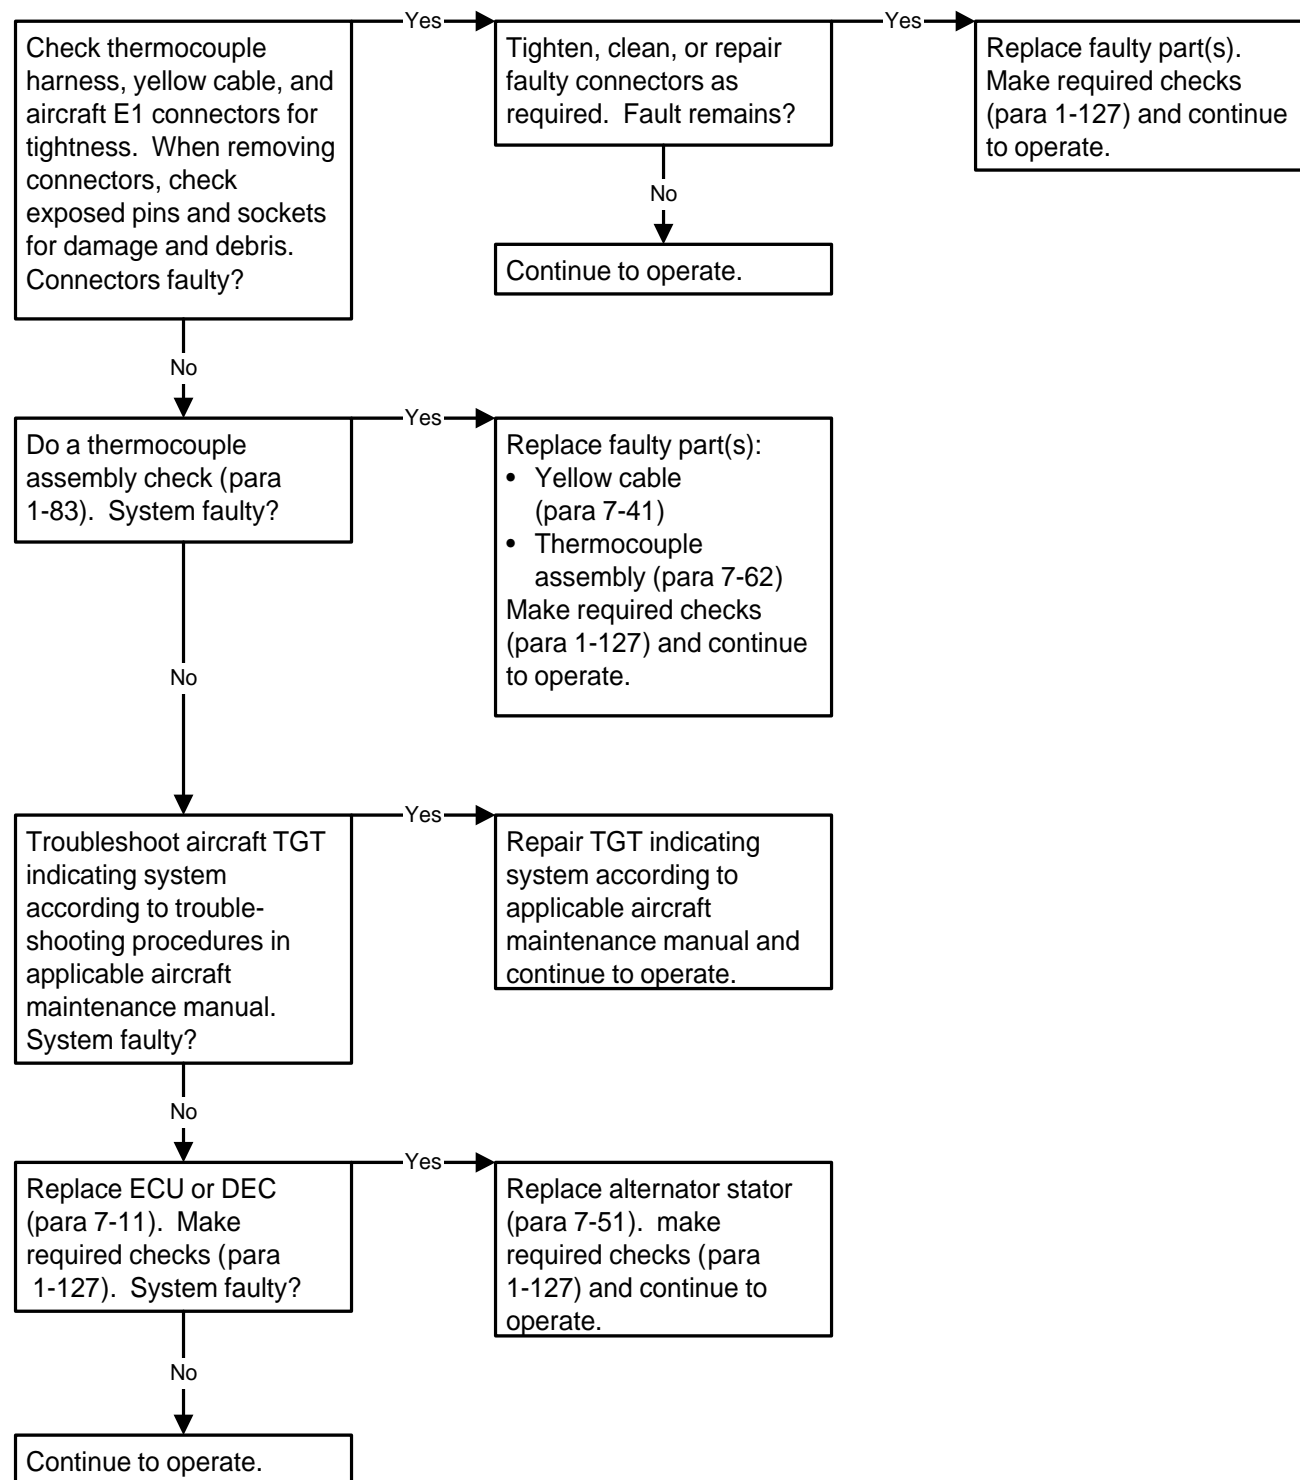 Yes
Yes
Check thermocouple
harness, yellow cable, and
aircraft E1 connectors for
tightness.  When removing
connectors, check
exposed pins and sockets
for damage and debris.
Connectors faulty?
Tighten, clean, or repair
faulty connectors as
required.  Fault remains?
Replace faulty part(s).
Make required checks
(para 1-127) and continue
to operate.
No
Continue to operate.
No
Yes
Do a thermocouple
assembly check (para
1-83).  System faulty?
Replace faulty part(s):
• Yellow cable
(para 7-41)
• Thermocouple
assembly (para 7-62)
Make required checks
(para 1-127) and continue
to operate.
No
Yes
Troubleshoot aircraft TGT
indicating system
according to trouble-
shooting procedures in
applicable aircraft
maintenance manual.
System faulty?
Repair TGT indicating
system according to
applicable aircraft
maintenance manual and
continue to operate.
No
Yes
Replace ECU or DEC
(para 7-11).  Make
required checks (para
1-127).  System faulty?
Replace alternator stator
(para 7-51).  make
required checks (para
1-127) and continue to
operate.
No
Continue to operate.